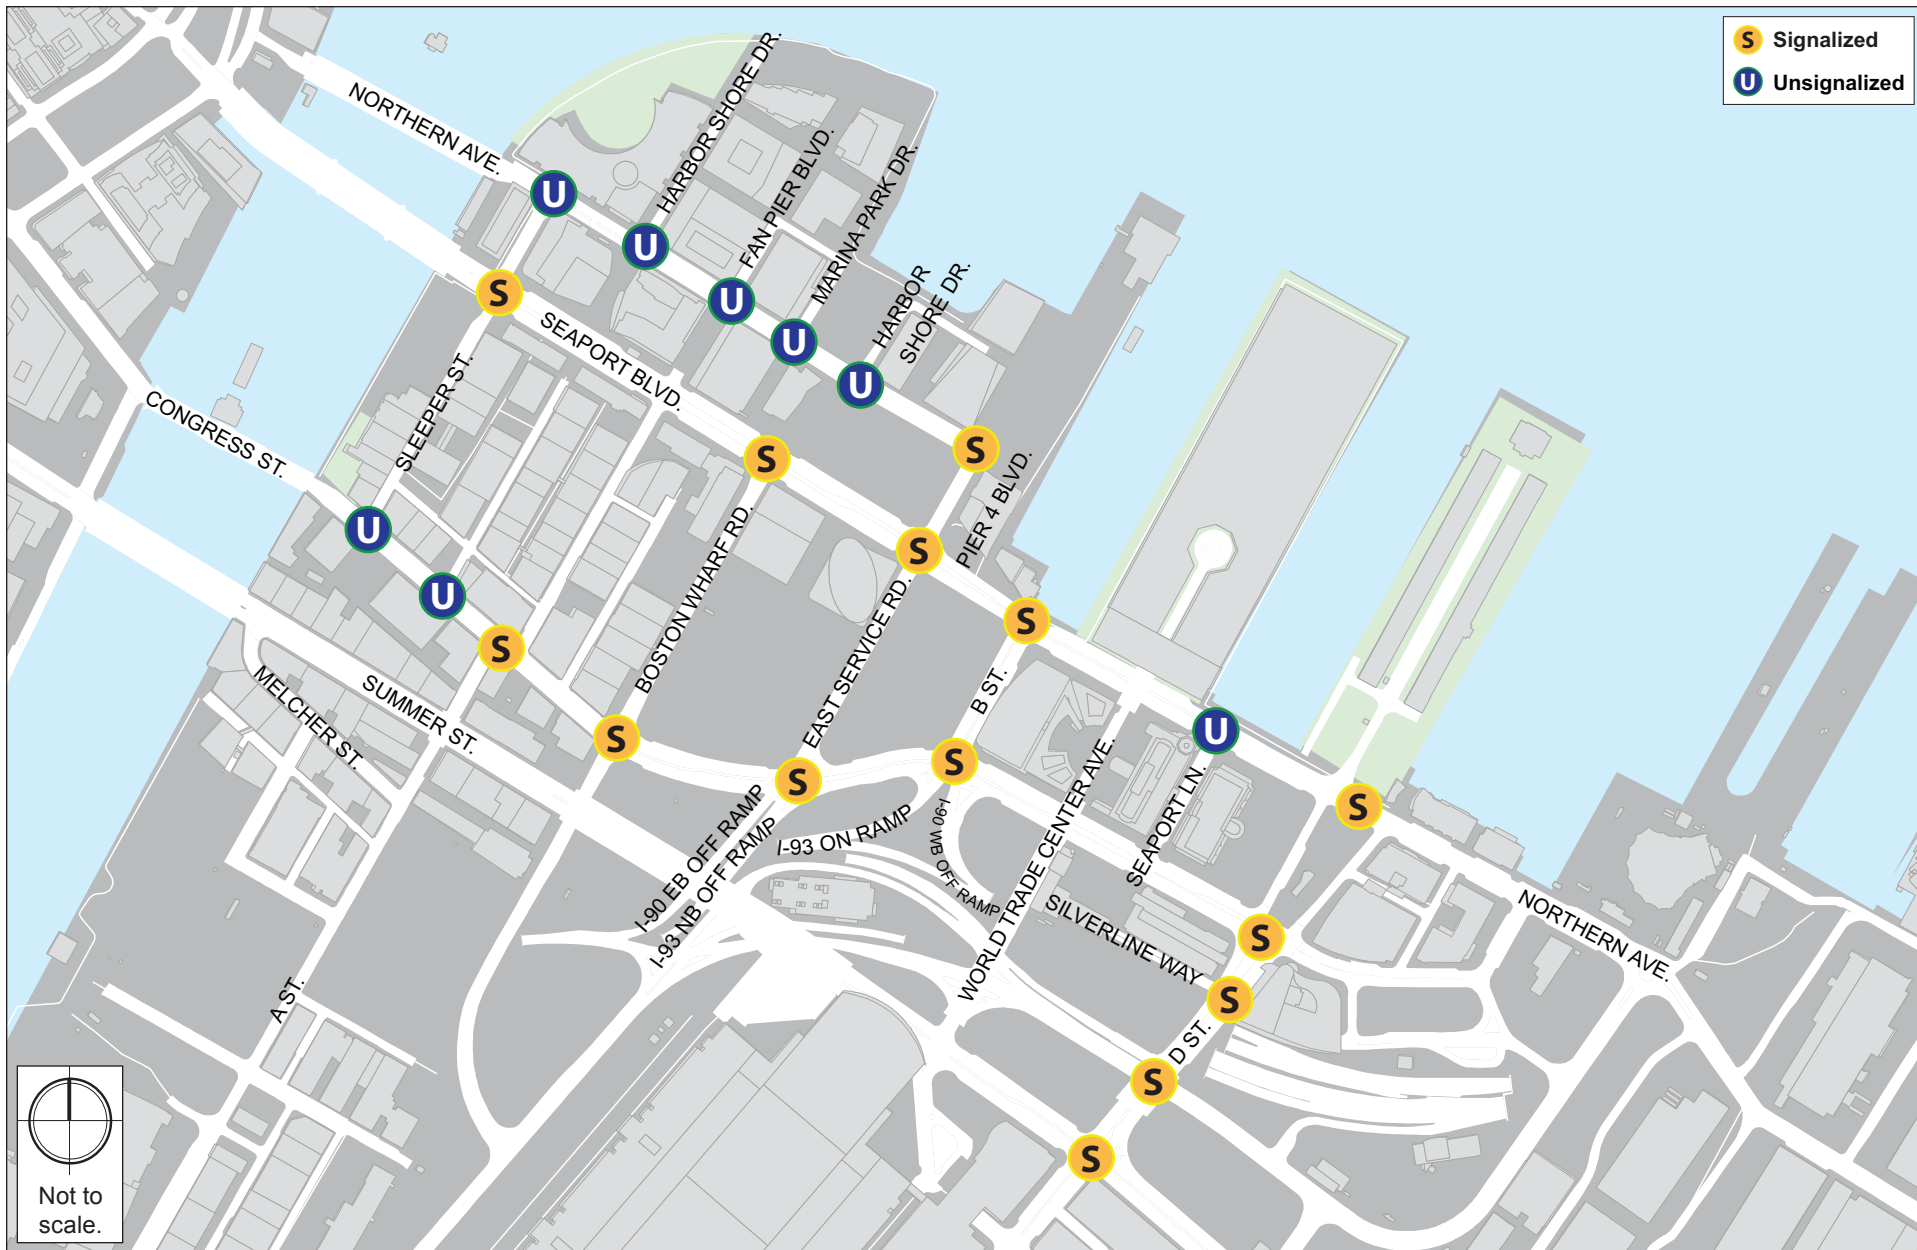 S Signalized
U Unsignalized
NORTHERN AVE.
HARBOR SHORE DR.
FAN PIER BLVD.
MARINA PARK DR.
HARBOR
SHORE DR.
U
U
U
U
U
S
S
SEAPORT BLVD.
SLEEPER ST.
CONGRESS ST.
S
S
PIER 4 BLVD.
U
U
S
S
BOSTON WHARF RD.
EAST SERVICE RD.
S
B ST.
MELCHER ST.
SUMMER ST.
S
S
S
U
SEAPORT LN.
S
WORLD TRADE CENTER AVE.
I-90 EB OFF RAMP
I-93 NB OFF RAMP
I-93 ON RAMP
I-90 WB OFF RAMP
SILVERLINE WAY
NORTHERN AVE.
S
S
D ST.
S
S
A ST.
Not to
scale.